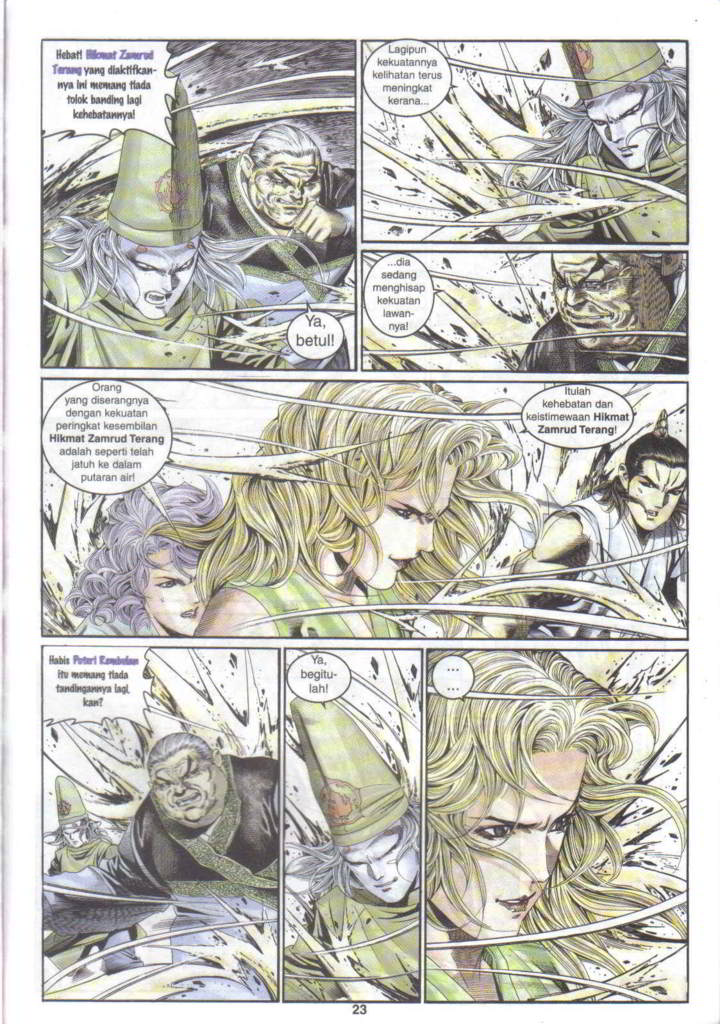 Hebat! Hikmat Zamrud
Terang yang diaktifkan-
nya ini memang tiada
tolok banding lagi
kehebatannya!
Ya,
betul!
Lagipun
kekuatannya
kelihatan terus
meningkat
kerana...
...dia
sedang
menghisap
kekuatan
lawan-
nya!
Orang
yang diserangnya
dengan kekuatan
peringkat kesembilan
Hikmat Zamrud Terang
adalah seperti telah
jatuh ke dalam
putaran air!
Itulah
kehebatan dan
keistimewaan Hikmat
Zamrud Terang!
Habis Puteri Rembulan
itu memang tiada
tandingannya lagi,
kan?
Ya,
begitu-
lah!
...
...
23